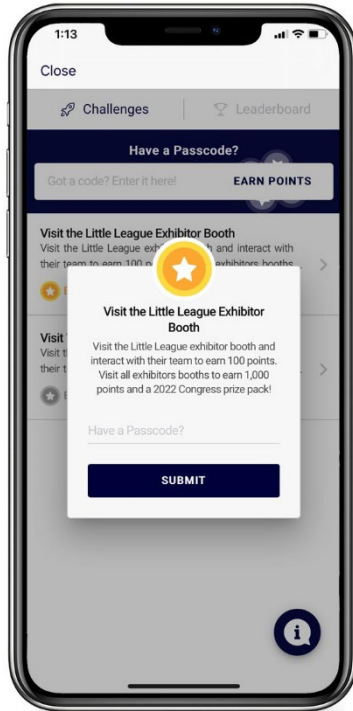 1:13
Close
Challenges
Leaderboard
Have a Passcode?
Got a code? Enter it here!
EARN POINTS
Visit the Little League Exhibitor Booth
Visit the Little League and interact with
their team to earn 100 exhibitors booths
Visit the Little League Exhibitor
Booth
Visit the Little League exhibitor booth and
interact with their team to earn 100 points.
Visit all exhibitors booths to earn 1,000
points and a 2022 Congress prize pack!
Have a Passcode?
SUBMIT
Visit
Visit
their